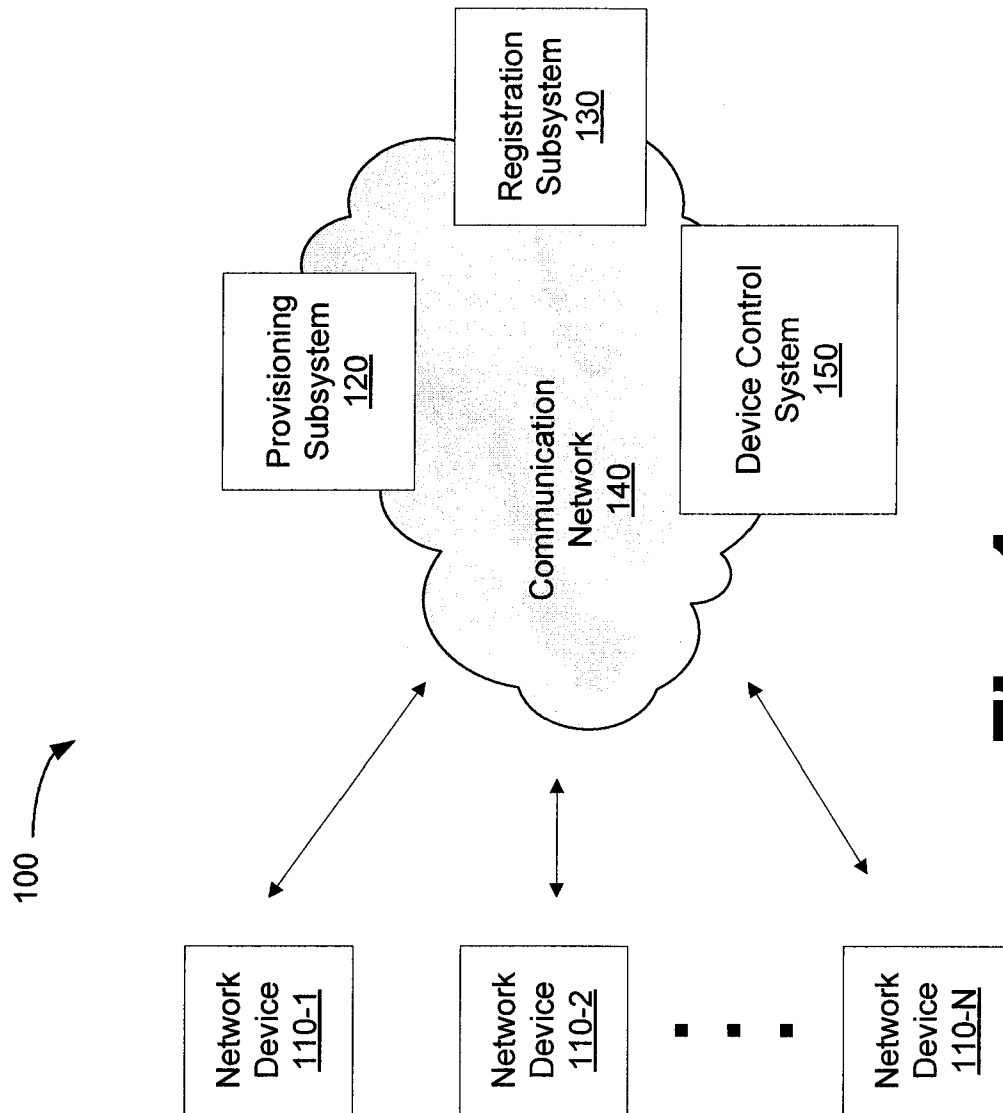 100
Network
Device
110-1
Provisioning
Subsystem
120
Network
Device
110-2
Communication
Network
140
Registration
Subsystem
130
Device Control
System
150
Network
Device
110-N